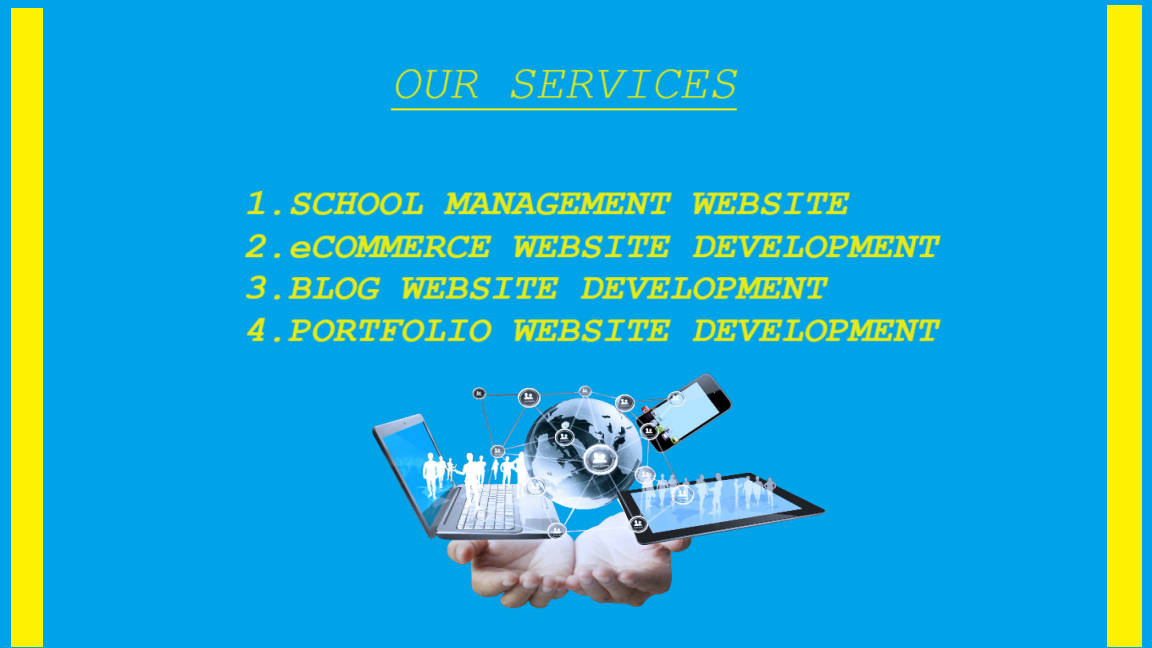 OUR SERVICES
1.SCHOOL MANAGEMENT WEBSITE
2.eCOMMERCE WEBSITE DEVELOPMENT
3.BLOG WEBSITE DEVELOPMENT
4.PORTFOLIO WEBSITE DEVELOPMENT